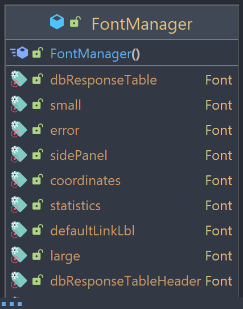 FontManager
FontManager()
dbResponseTable Font
small Font
error Font
sidePanel Font
coordinates Font
statistics Font
defaultLinkLbl Font
large Font
dbResponseTableHeader Font